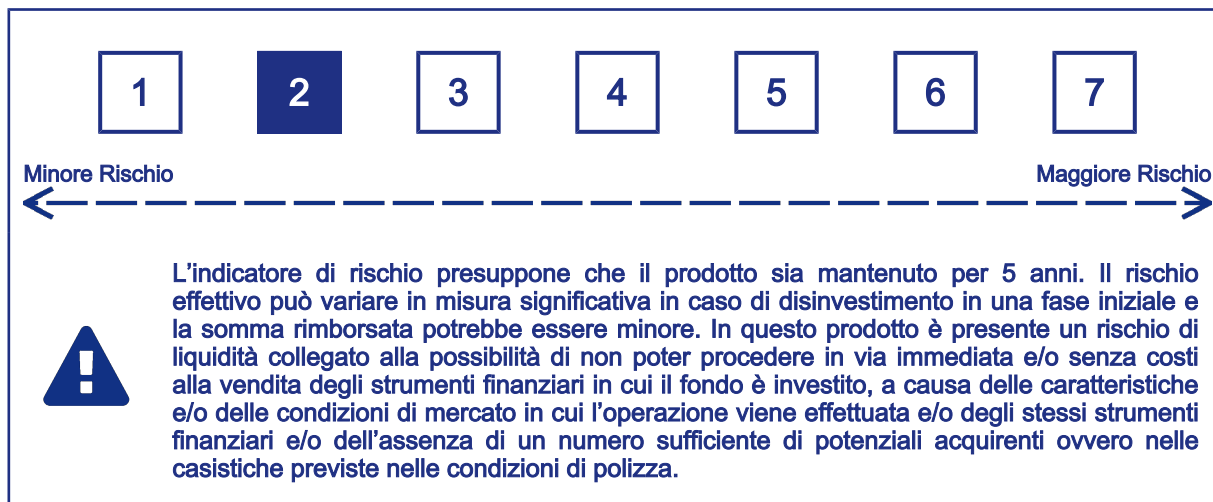 1 2 3 4 5 6 7
Minore Rischio Maggiore Rischio
L'indicatore di rischio presuppone che il prodotto sia mantenuto per 5 anni. Il rischio
effettivo può variare in misura significativa in caso di disinvestimento in una fase iniziale e
la somma rimborsata potrebbe essere minore. In questo prodotto è presente un rischio di
liquidità collegato alla possibilità di non poter procedere in via immediata e/o senza costi
alla vendita degli strumenti finanziari in cui il fondo è investito, a causa delle caratteristiche
e/o delle condizioni di mercato in cui l'operazione viene effettuata e/o degli stessi strumenti
finanziari e/o dell'assenza di un numero sufficiente di potenziali acquirenti ovvero nelle
casistiche previste nelle condizioni di polizza.